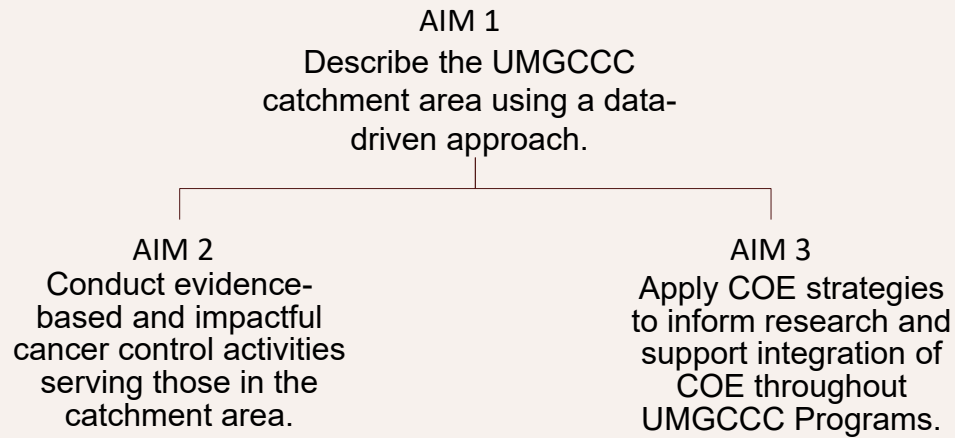 AIM 1
Describe the UMGCCC
catchment area using a data-
driven approach.
AIM 2
Conduct evidence-
based and impactful
cancer control activities
serving those in the
catchment area.
AIM 3
Apply COE strategies
to inform research and
support integration of
COE throughout
UMGCCC Programs.